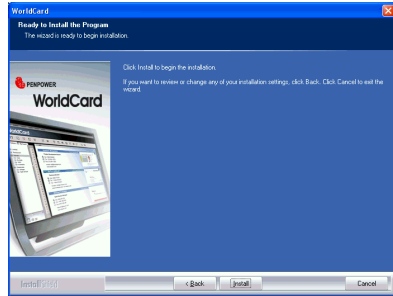 WorldCard
Ready to Install the Program
The wizard is ready to begin installation.
Click Install to begin the installation.
If you want to review or change any of your installation settings, click Back. Click Cancel to exit the
wizard.
PENPOWER
WorldCard
InstallShield
< Back
Install
Cancel